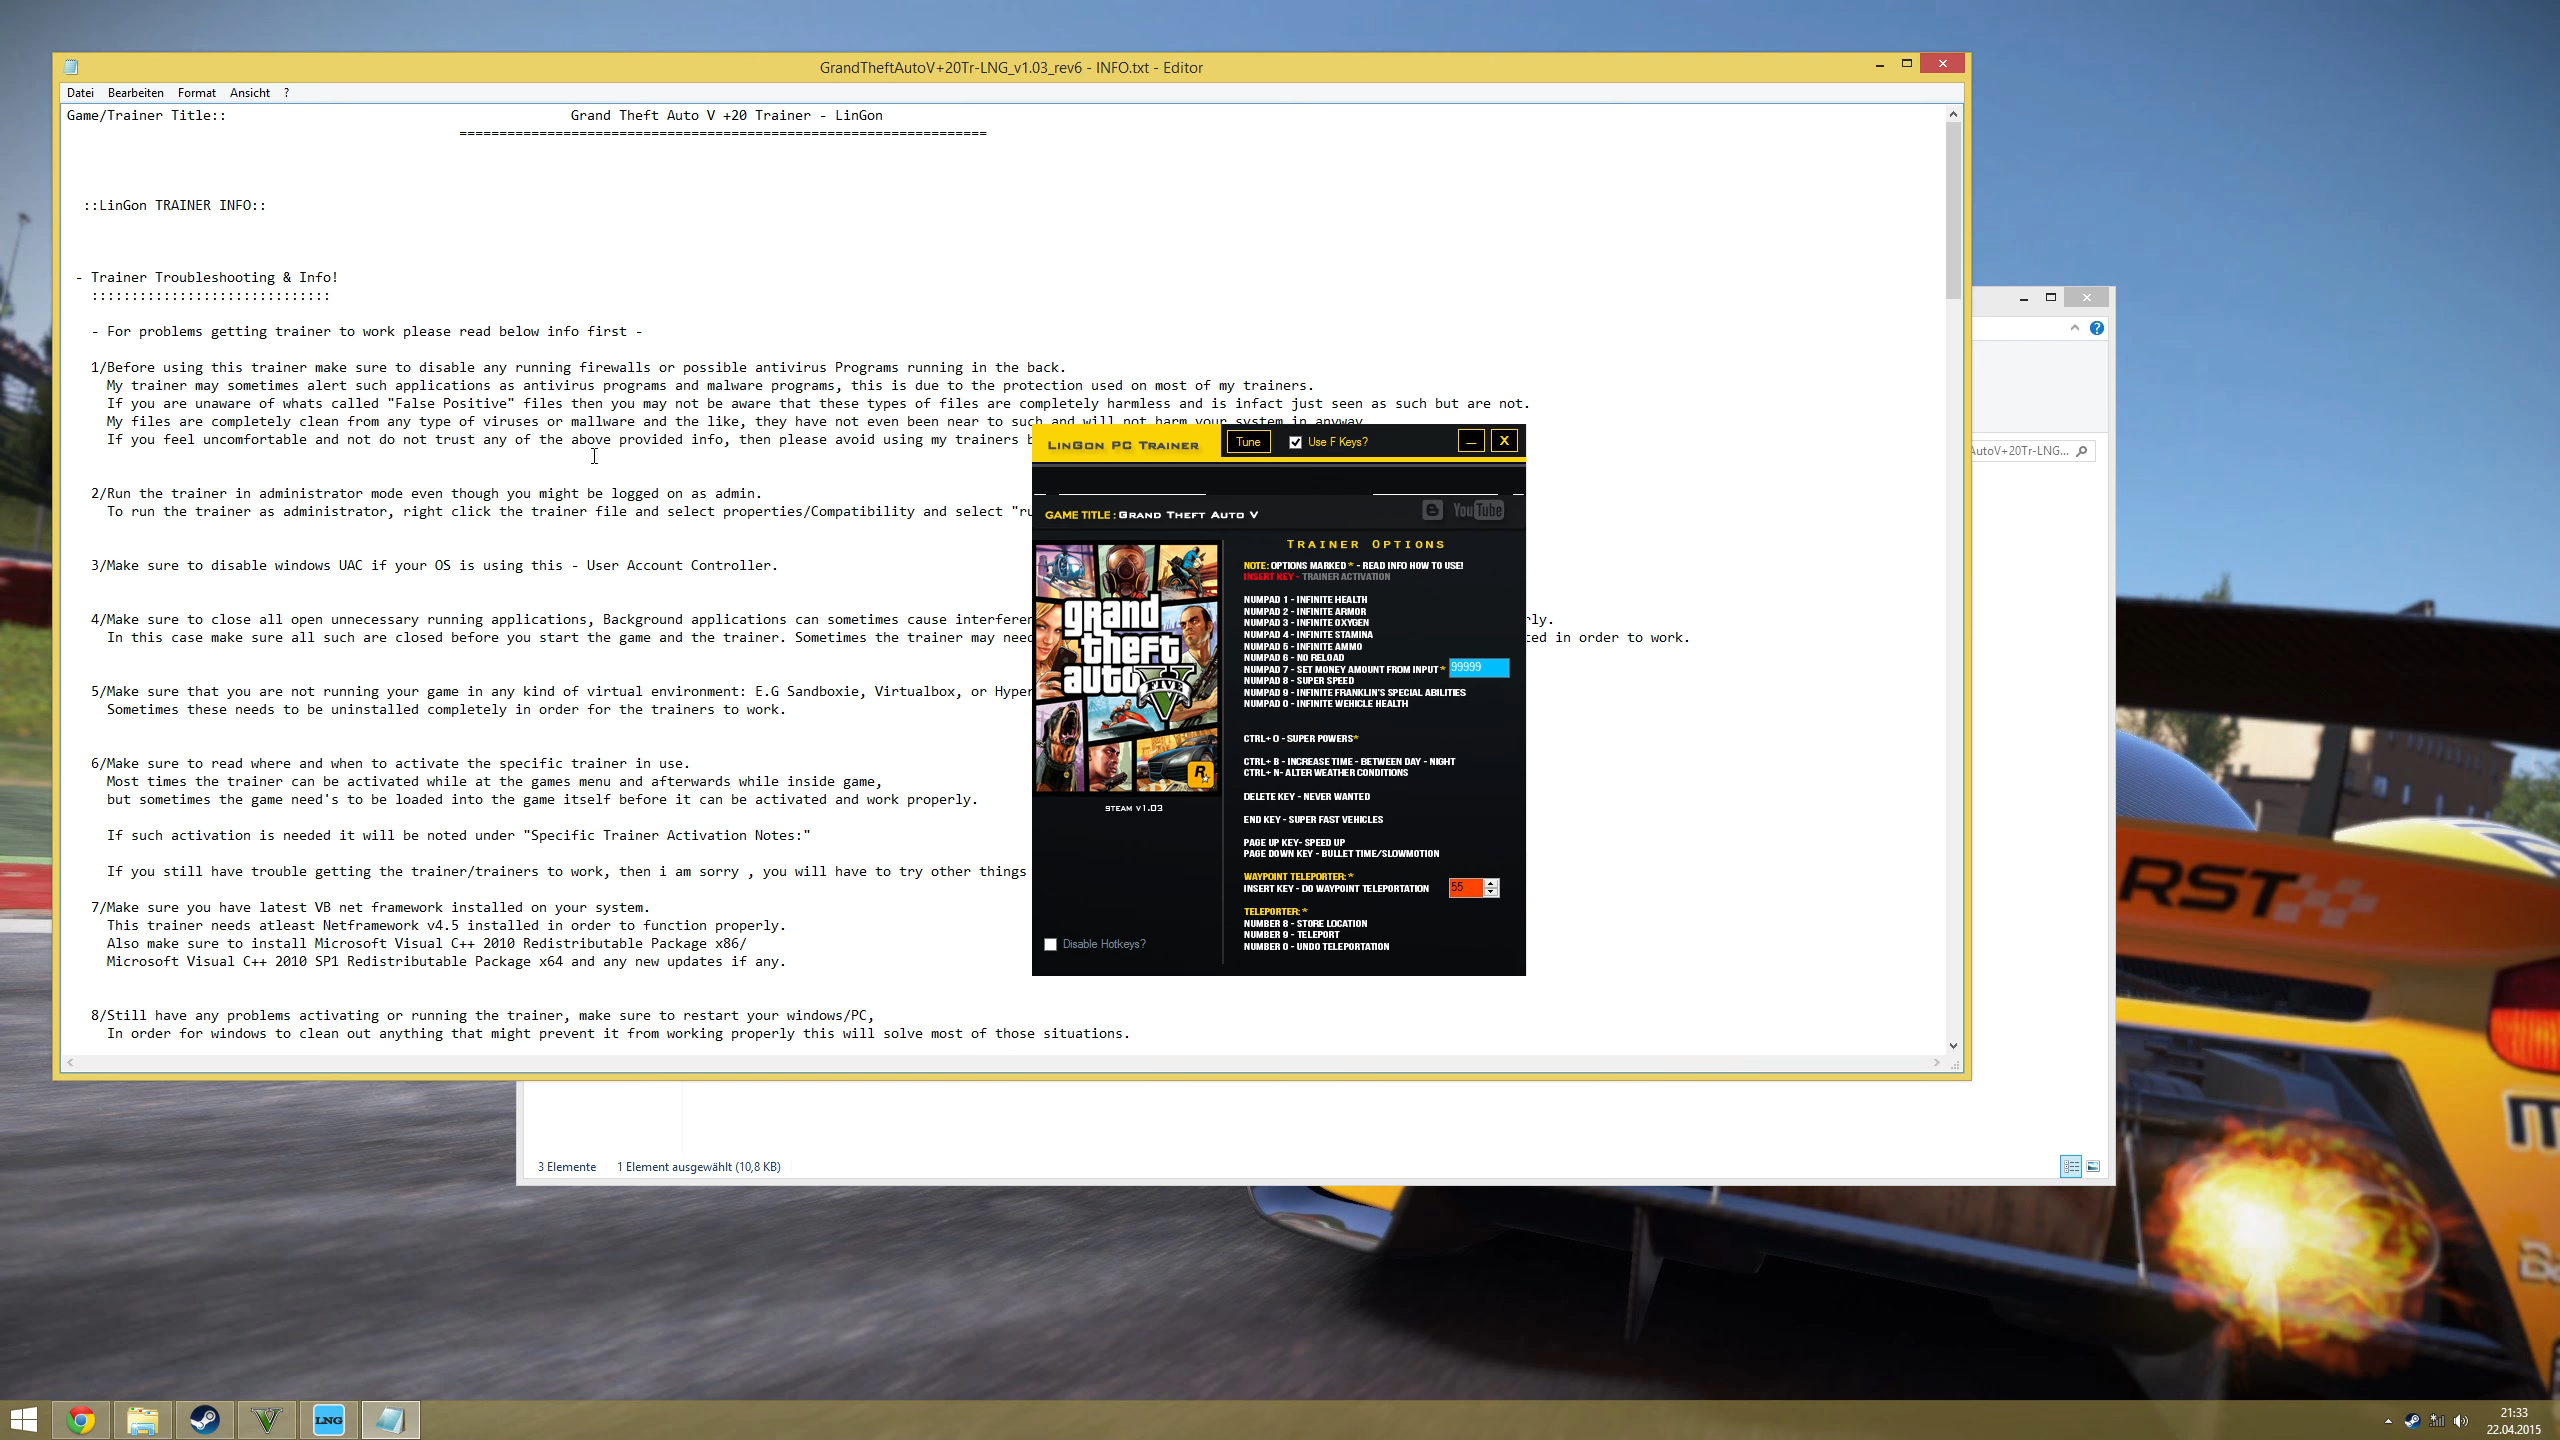 GrandTheftAutoV+20Tr-LNG_v1.03_rev6 - INFO.txt - Editor
Datei Bearbeiten Format Ansicht ?
Game/Trainer Title:: Grand Theft Auto V +20 Trainer - LinGon
=================================================================
::LinGon TRAINER INFO::
- Trainer Troubleshooting & Info!
::::::::::::::::::::::::::::::
- For problems getting trainer to work please read below info first -
1/Before using this trainer make sure to disable any running firewalls or possible antivirus Programs running in the back.
My trainer may sometimes alert such applications as antivirus programs and malware programs, this is due to the protection used on most of my trainers.
If you are unaware of whats called "False Positive" files then you may not be aware that these types of files are completely harmless and is infact just seen as such but are not.
My files are completely clean from any type of viruses or mallware and the like, they have not even been near to such and will not harm your system in anyway
If you feel uncomfortable and not do not trust any of the above provided info, then please avoid using my trainers
2/Run the trainer in administrator mode even though you might be logged on as admin.
To run the trainer as administrator, right click the trainer file and select properties/Compatibility and select "ru
3/Make sure to disable windows UAC if your OS is using this - User Account Controller.
4/Make sure to close all open unnecessary running applications, Background applications can sometimes cause interferen rly.
In this case make sure all such are closed before you start the game and the trainer. Sometimes the trainer may need ced in order to work.
5/Make sure that you are not running your game in any kind of virtual environment: E.G Sandboxie, Virtualbox, or Hyper
Sometimes these needs to be uninstalled completely in order for the trainers to work.
6/Make sure to read where and when to activate the specific trainer in use.
Most times the trainer can be activated while at the games menu and afterwards while inside game,
but sometimes the game need's to be loaded into the game itself before it can be activated and work properly.
If such activation is needed it will be noted under "Specific Trainer Activation Notes:"
If you still have trouble getting the trainer/trainers to work, then i am sorry , you will have to try other things
7/Make sure you have latest VB net framework installed on your system.
This trainer needs atleast Netframework v4.5 installed in order to function properly.
Also make sure to install Microsoft Visual C++ 2010 Redistributable Package x86/
Microsoft Visual C++ 2010 SP1 Redistributable Package x64 and any new updates if any.
8/Still have any problems activating or running the trainer, make sure to restart your windows/PC,
In order for windows to clean out anything that might prevent it from working properly this will solve most of those situations.
LinGon PC Trainer Tune Use F Keys? _ X
GAME TITLE : Grand Theft Auto V
You Tube
grand
theft
auto
FIVE
V
R
STEAM V1.03
Disable Hotkeys?
Trainer Options
NOTE: OPTIONS MARKED * - READ INFO HOW TO USE!
INSERT KEY - TRAINER ACTIVATION
NUMPAD 1 - INFINITE HEALTH
NUMPAD 2 - INFINITE ARMOR
NUMPAD 3 - INFINITE OXYGEN
NUMPAD 4 - INFINITE STAMINA
NUMPAD 5 - INFINITE AMMO
NUMPAD 6 - NO RELOAD
NUMPAD 7 - SET MONEY AMOUNT FROM INPUT * 99999
NUMPAD 8 - SUPER SPEED
NUMPAD 9 - INFINITE FRANKLIN'S SPECIAL ABILITIES
NUMPAD 0 - INFINITE WEHICLE HEALTH
CTRL+ O - SUPER POWERS*
CTRL+ B - INCREASE TIME - BETWEEN DAY - NIGHT
CTRL+ N- ALTER WEATHER CONDITIONS
DELETE KEY - NEVER WANTED
END KEY - SUPER FAST VEHICLES
PAGE UP KEY- SPEED UP
PAGE DOWN KEY - BULLET TIME/SLOWMOTION
WAYPOINT TELEPORTER: *
INSERT KEY - DO WAYPOINT TELEPORTATION 55
TELEPORTER: *
NUMBER 8 - STORE LOCATION
NUMBER 9 - TELEPORT
NUMBER 0 - UNDO TELEPORTATION
AutoV+20Tr-LNG...
3 Elemente 1 Element ausgewählt (10,8 KB)
RST
LNG
21:33
22.04.2015